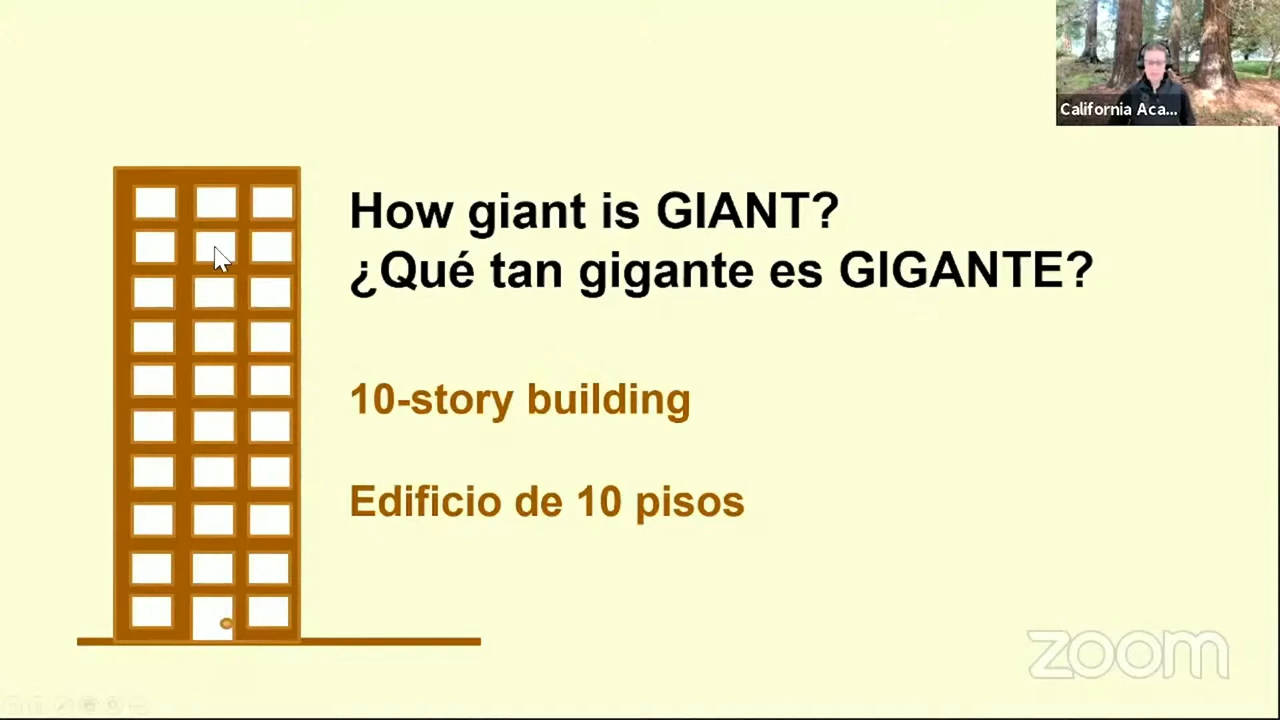 California Aca...
How giant is GIANT?
¿Qué tan gigante es GIGANTE?
10-story building
Edificio de 10 pisos
zoom